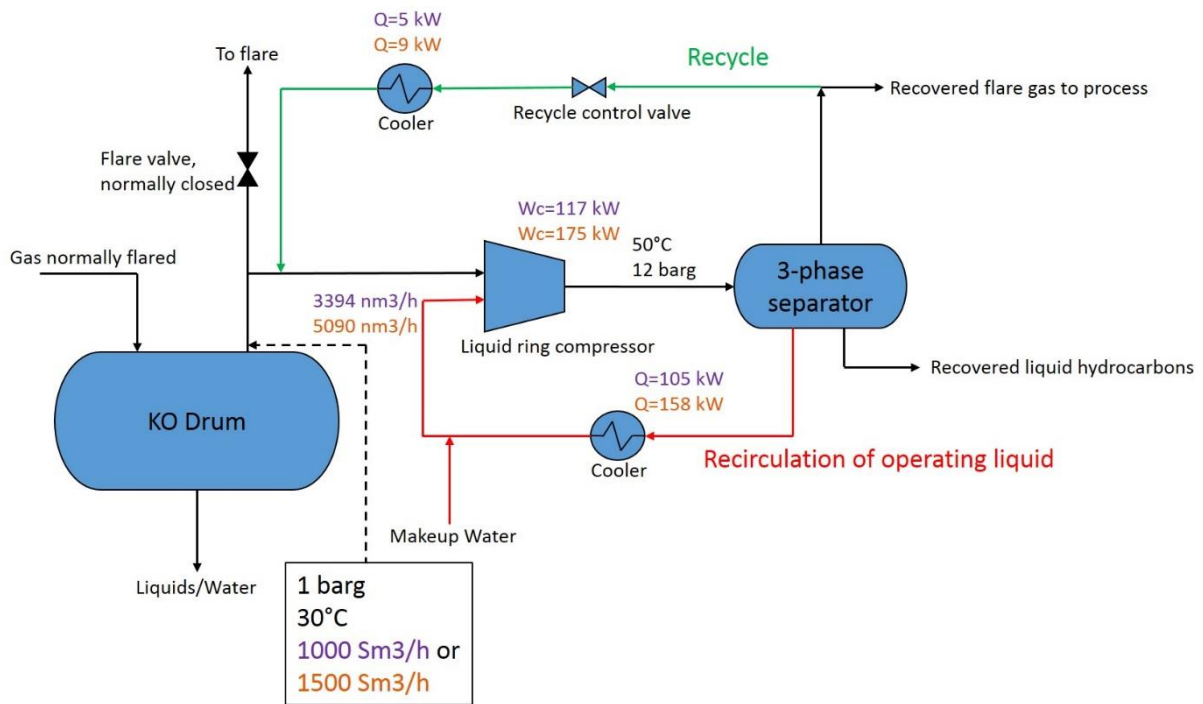 Q=5 kW
Q=9 kW
To flare
Recycle
Recovered flare gas to process
Cooler
Recycle control valve
Flare valve,
normally closed
Wc=117 kW
Wc=175 kW
50°C
12 barg
Gas normally flared
3-phase
separator
3394 nm3/h
5090 nm3/h
Liquid ring compressor
Recovered liquid hydrocarbons
Q=105 kW
Q=158 kW
KO Drum
Cooler
Recirculation of operating liquid
Makeup Water
Liquids/Water
1 barg
30°C
1000 Sm3/h or
1500 Sm3/h